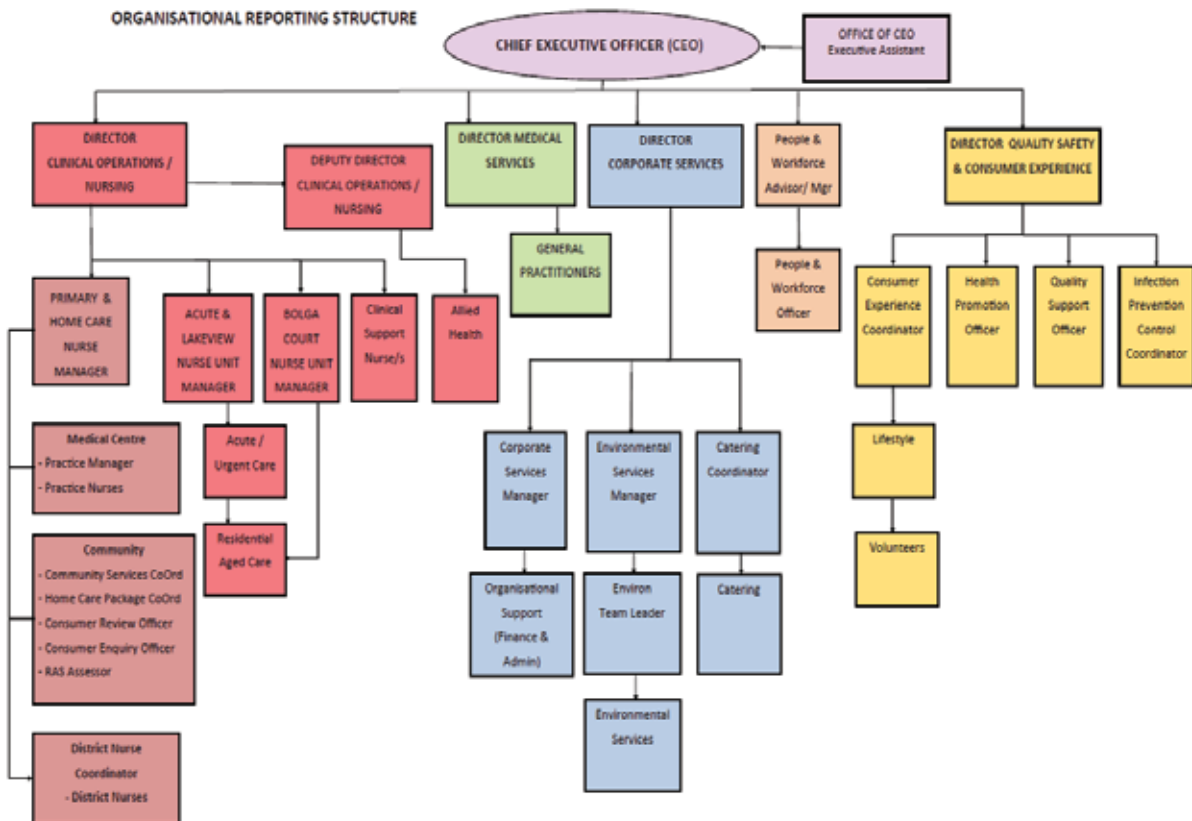 ORGANISATIONAL REPORTING STRUCTURE
CHIEF EXECUTIVE OFFICER (CEO)
OFFICE OF CEO
Executive Assistant
DIRECTOR
CLINICAL OPERATIONS /
NURSING
DEPUTY DIRECTOR
CLINICAL OPERATIONS /
NURSING
DIRECTOR MEDICAL
SERVICES
DIRECTOR
CORPORATE SERVICES
People &
Workforce
Advisor/ Mgr
DIRECTOR QUALITY SAFETY
& CONSUMER EXPERIENCE
GENERAL
PRACTITIONERS
People &
Workforce
Officer
PRIMARY &
HOME CARE
NURSE
MANAGER
ACUTE &
LAKEVIEW
NURSE UNIT
MANAGER
BOLGA
COURT
NURSE UNIT
MANAGER
Clinical
Support
Nurse/s
Allied
Health
Consumer
Experience
Coordinator
Health
Promotion
Officer
Quality
Support
Officer
Infection
Prevention
Control
Coordinator
Medical Centre
- Practice Manager
- Practice Nurses
Acute /
Urgent Care
Residential
Aged Care
Corporate
Services
Manager
Environmental
Services
Manager
Catering
Coordinator
Lifestyle
Volunteers
Community
- Community Services CoOrd
- Home Care Package CoOrd
- Consumer Review Officer
- Consumer Enquiry Officer
- RAS Assessor
Organisational
Support
(Finance &
Admin)
Environ
Team Leader
Catering
Environmental
Services
District Nurse
Coordinator
- District Nurses